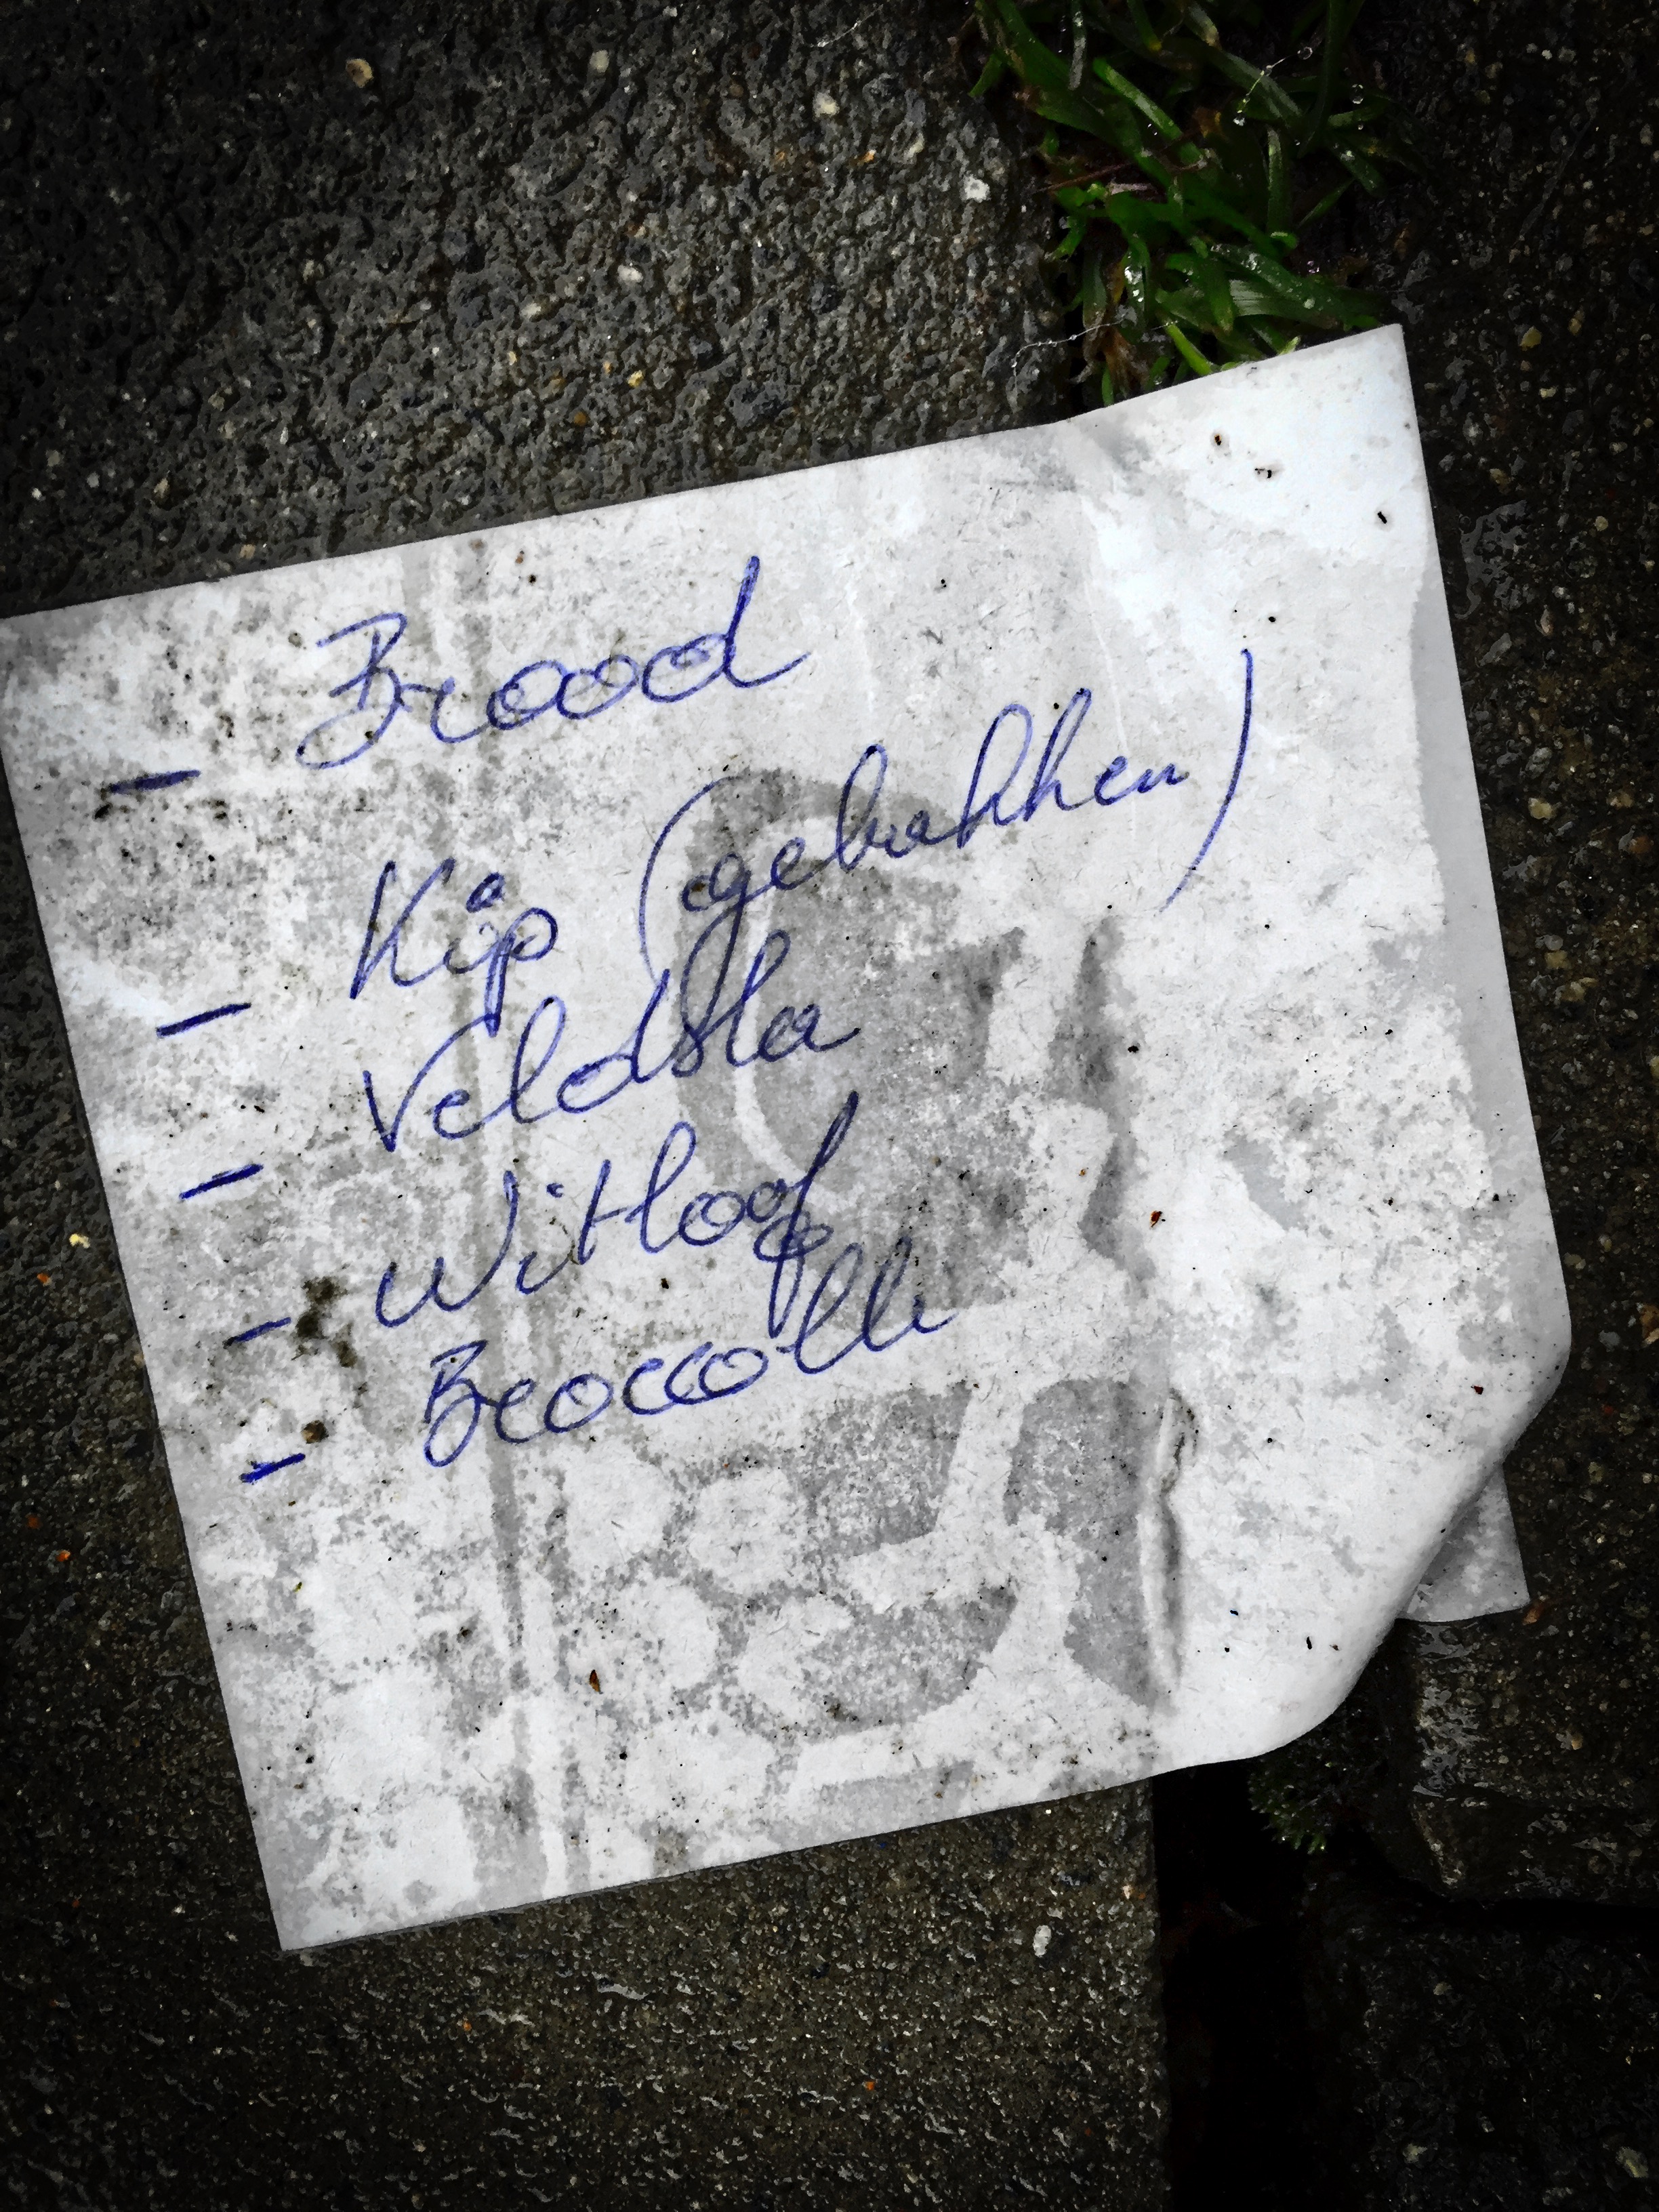 - Brood
- Kip (gebakken)
- Veldsla
- Witloof
- Broccolli